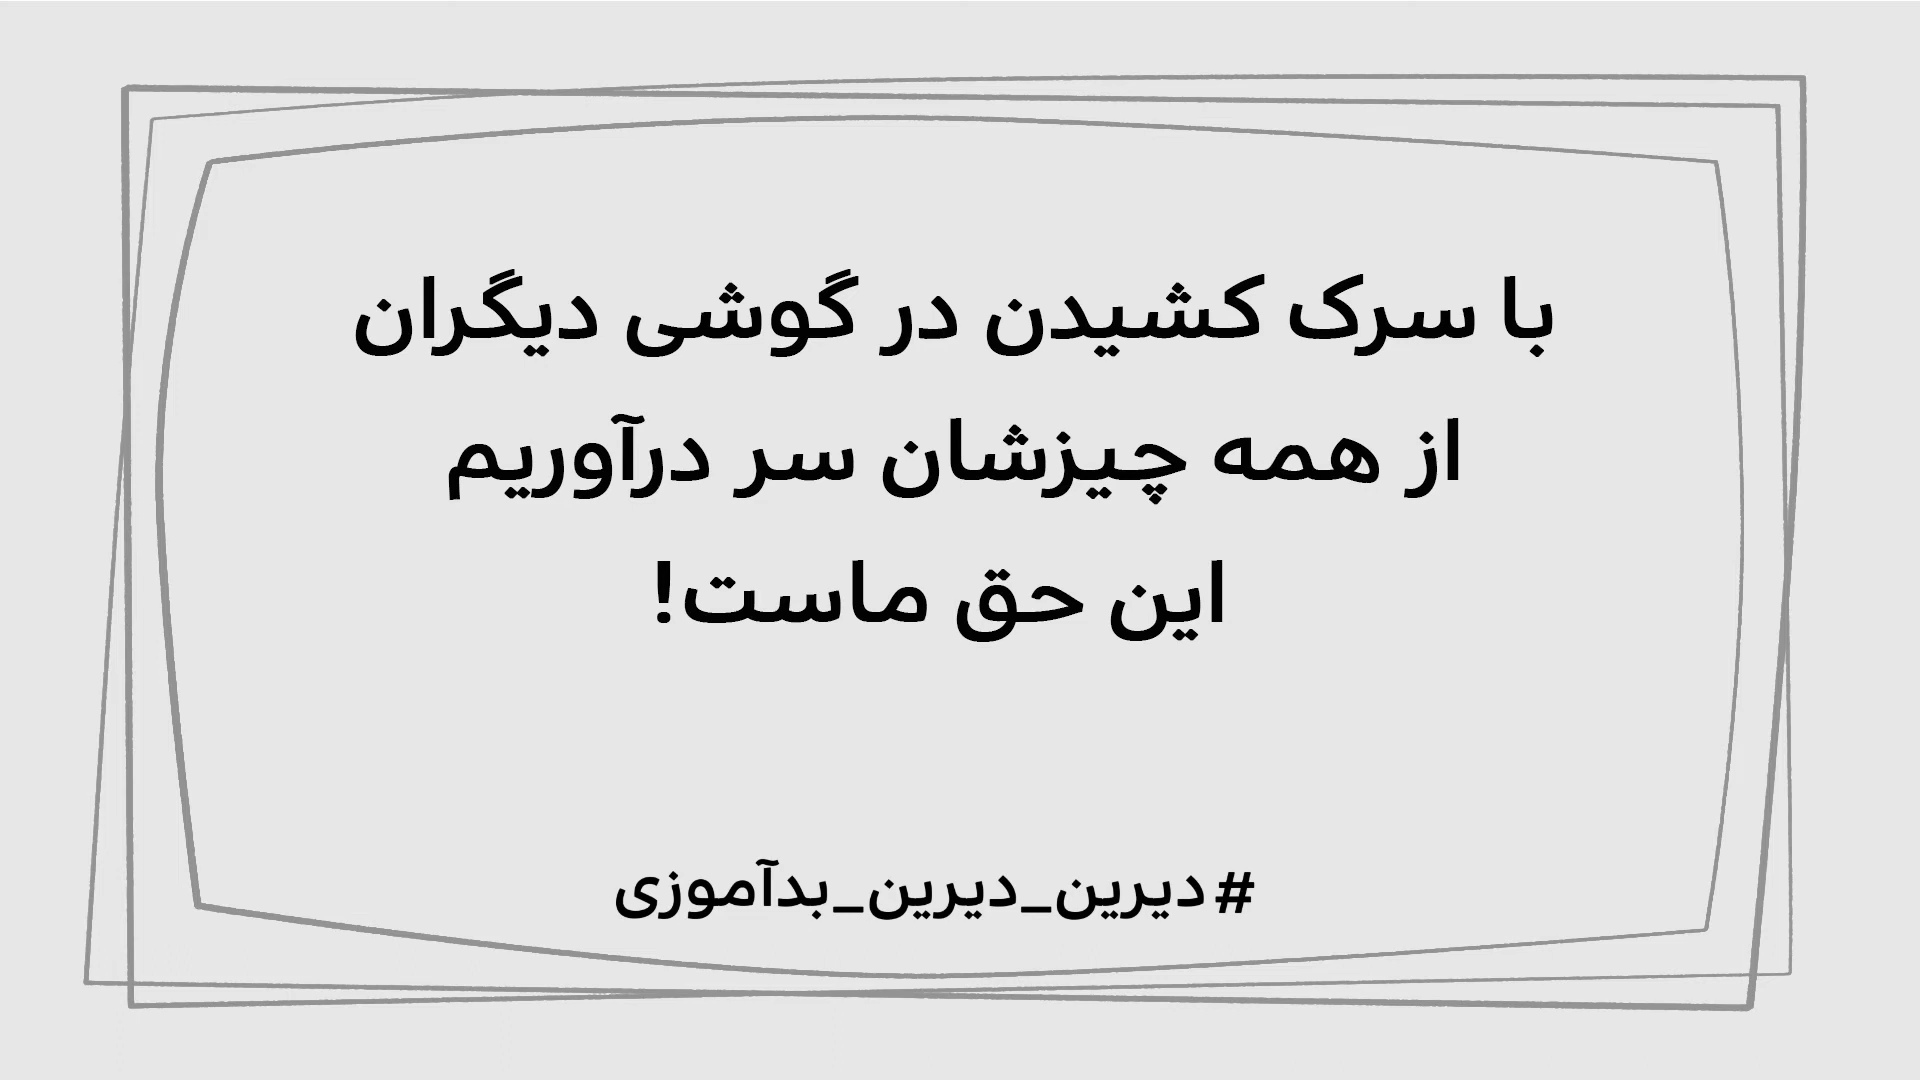 با سرک کشیدن در گوشی دیگران
از همه چیزشان سر درآوریم
این حق ماست!
#دیرین_دیرین_بدآموزی